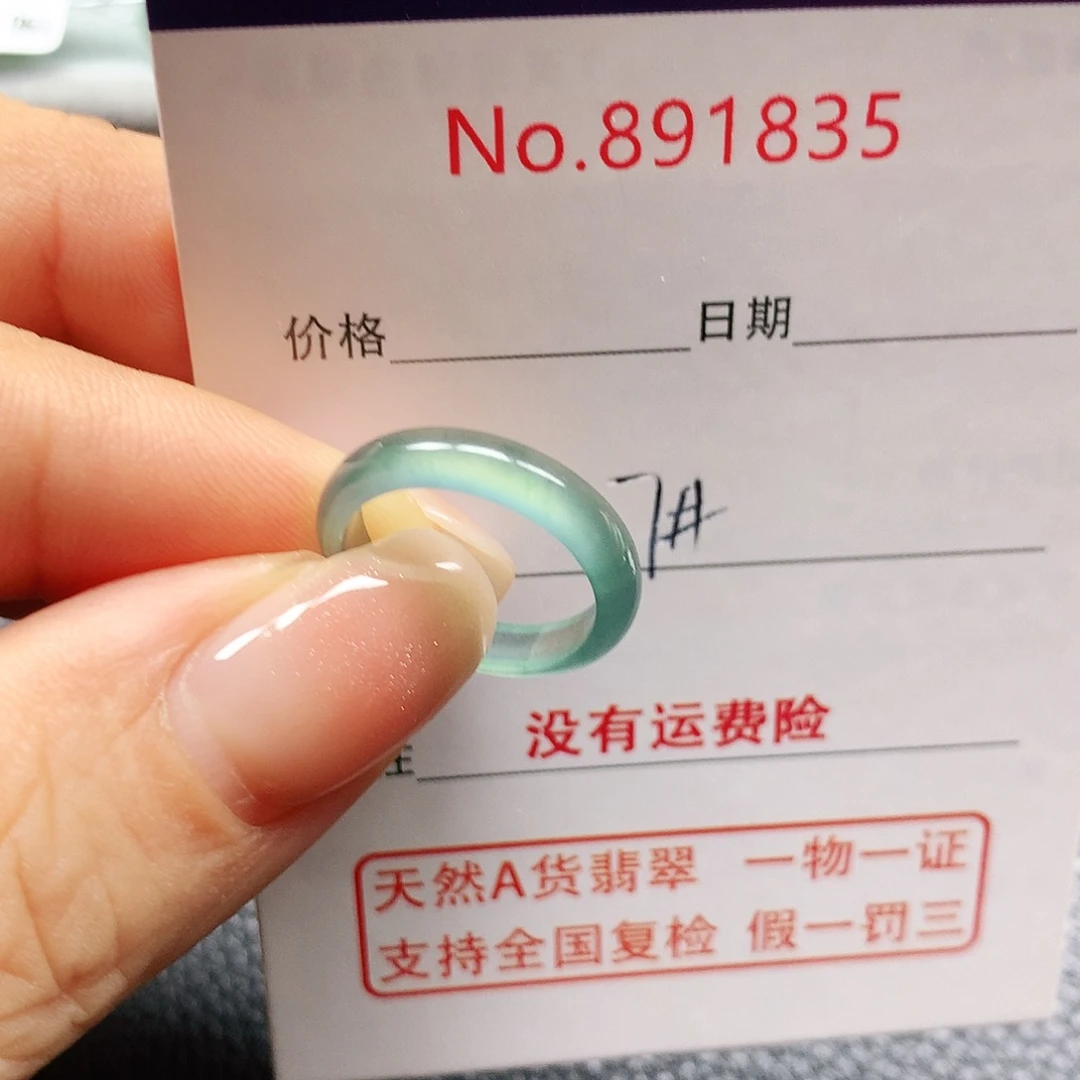 No.891835
价格 日期
7#
没有运费险
注
天然A货翡翠 一物一证
支持全国复检 假一罚三